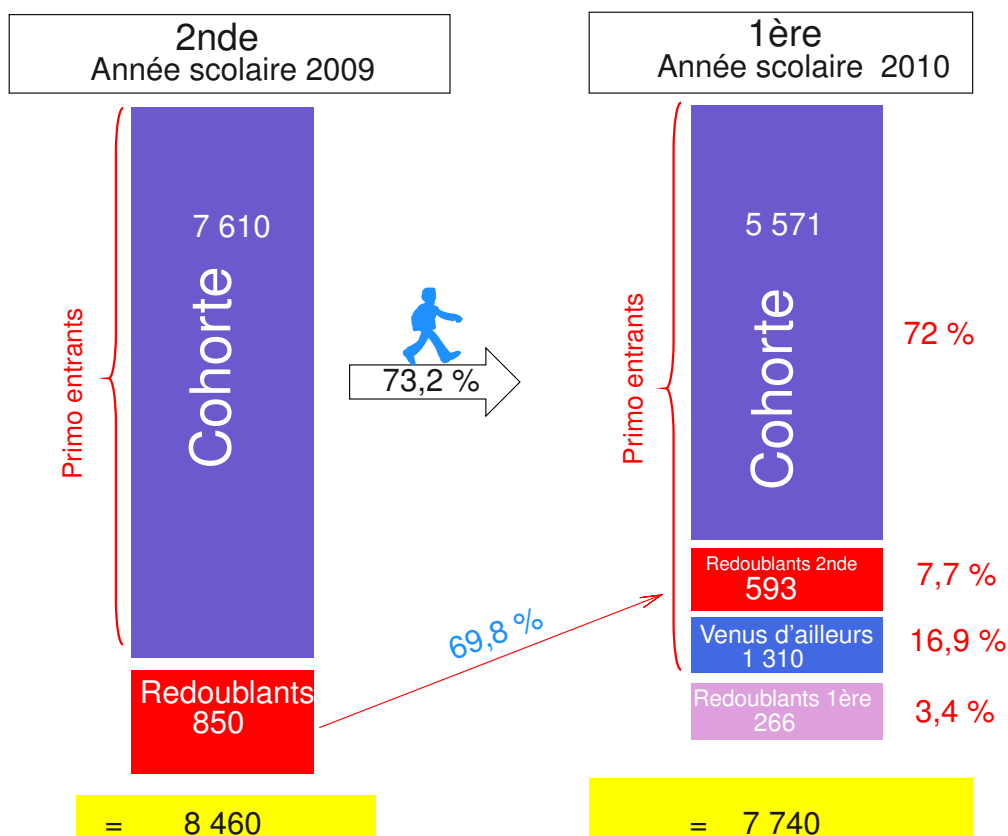 2nde
Année scolaire 2009
1ère
Année scolaire 2010
7 610
Cohorte
Primo entrants
Redoublants
850
= 8 460
73,2 %
69,8 %
5 571
Cohorte
Primo entrants
72 %
Redoublants 2nde
593
7,7 %
Venus d'ailleurs
1 310
16,9 %
Redoublants 1ère
266
3,4 %
= 7 740